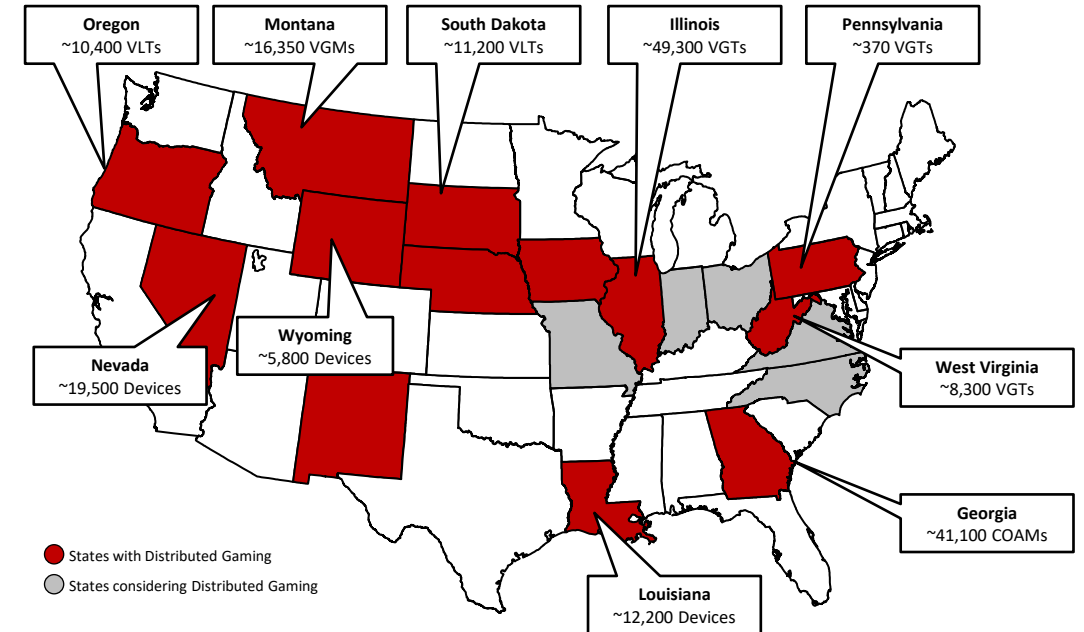 Oregon
~10,400 VLTs
Montana
~16,350 VGMs
South Dakota
~11,200 VLTs
Illinois
~49,300 VGTs
Pennsylvania
~370 VGTs
Wyoming
~5,800 Devices
Nevada
~19,500 Devices
West Virginia
~8,300 VGTs
Georgia
~41,100 COAMs
States with Distributed Gaming
States considering Distributed Gaming
Louisiana
~12,200 Devices